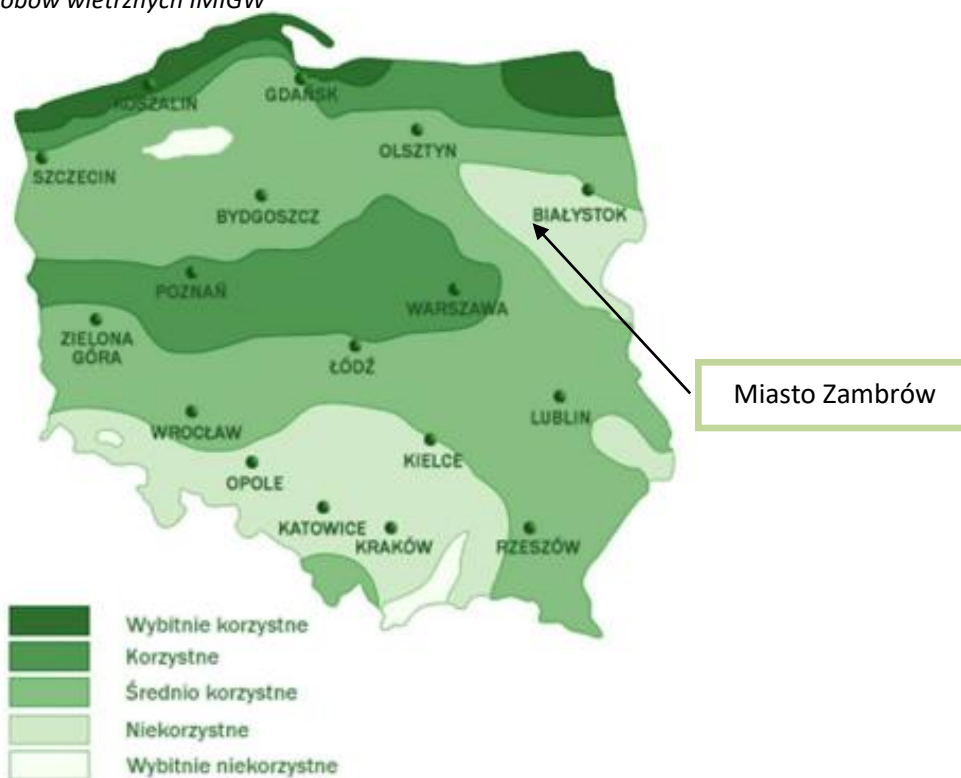 obów wietrznych IMiGW
KOSZALIN
GDAŃSK
OLSZTYN
SZCZECIN
BYDGOSZCZ
BIAŁYSTOK
POZNAŃ
WARSZAWA
ZIELONA
GÓRA
ŁÓDŹ
Miasto Zambrów
LUBLIN
WROCŁAW
KIELCE
OPOLE
KATOWICE
KRAKÓW
RZESZÓW
Wybitnie korzystne
Korzystne
Średnio korzystne
Niekorzystne
Wybitnie niekorzystne